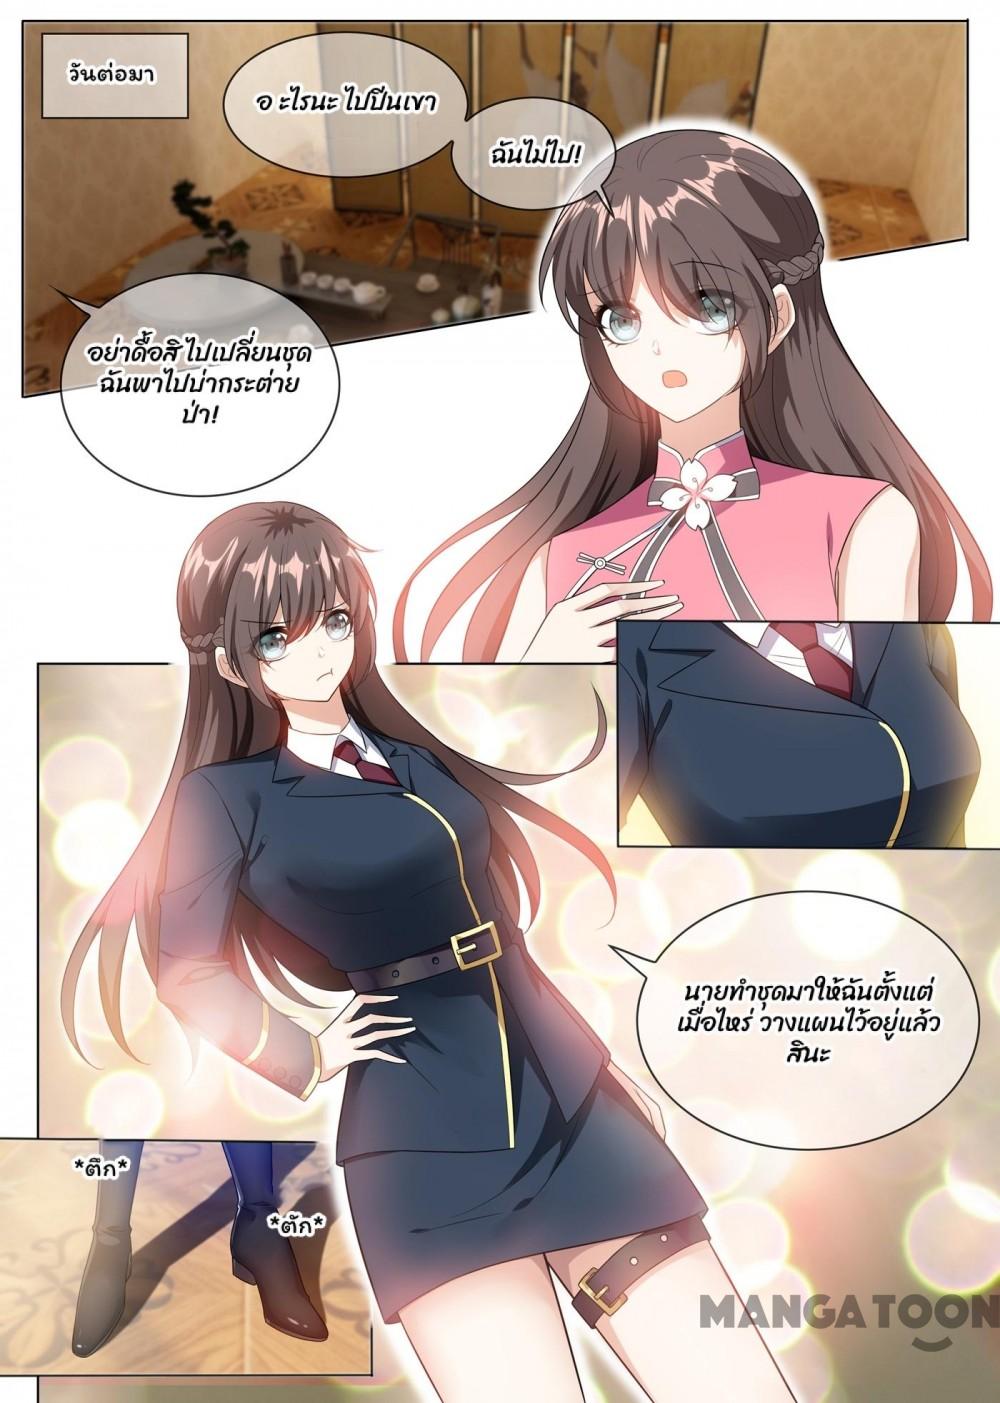 วันต่อมา
อะไรนะ ไปปีนเขา
ฉันไม่ไป!
อย่าดื้อสิ ไปเปลี่ยนชุด
ฉันพาไปบ่ากระต่าย
ป่า!
นายทำชุดมาให้ฉันตั้งแต่
เมื่อไหร่ วางแผนไว้อยู่แล้ว
สินะ
*ตึก*
*ตัก*
MANGATOON